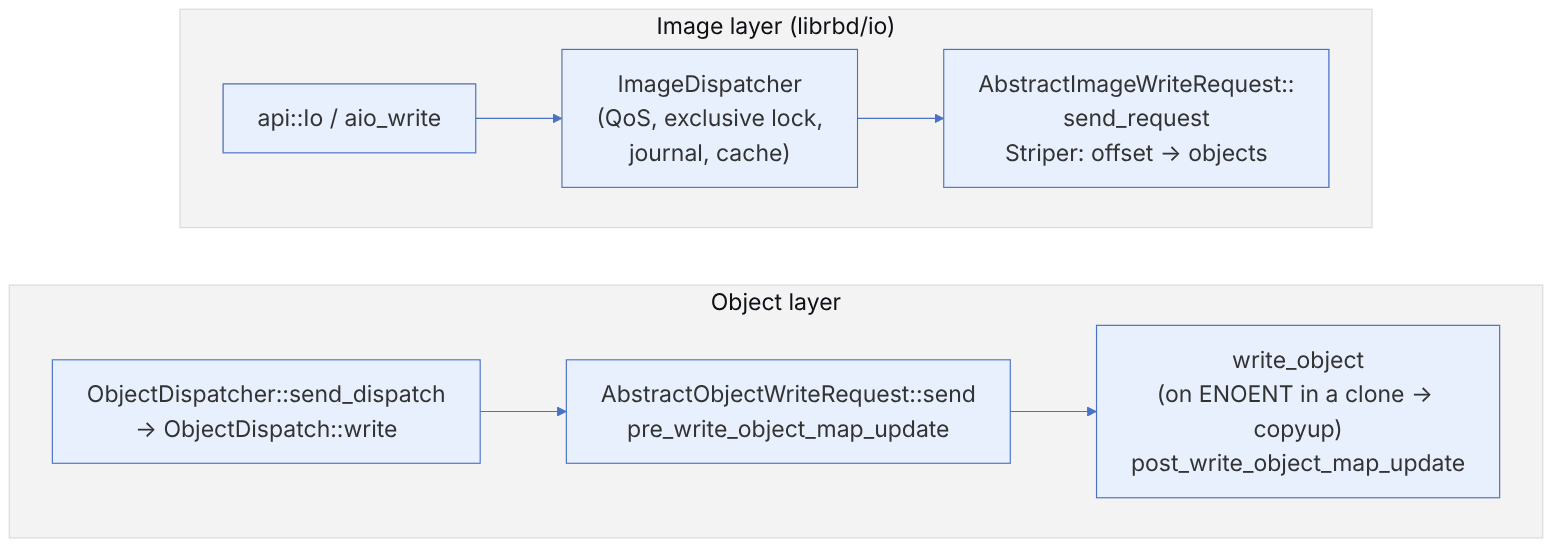 Image layer (librbd/io)
api::Io / aio_write
ImageDispatcher
(QoS, exclusive lock,
journal, cache)
AbstractImageWriteRequest::
send_request
Striper: offset → objects
Object layer
ObjectDispatcher::send_dispatch
→ ObjectDispatch::write
AbstractObjectWriteRequest::send
pre_write_object_map_update
write_object
(on ENOENT in a clone →
copyup)
post_write_object_map_update